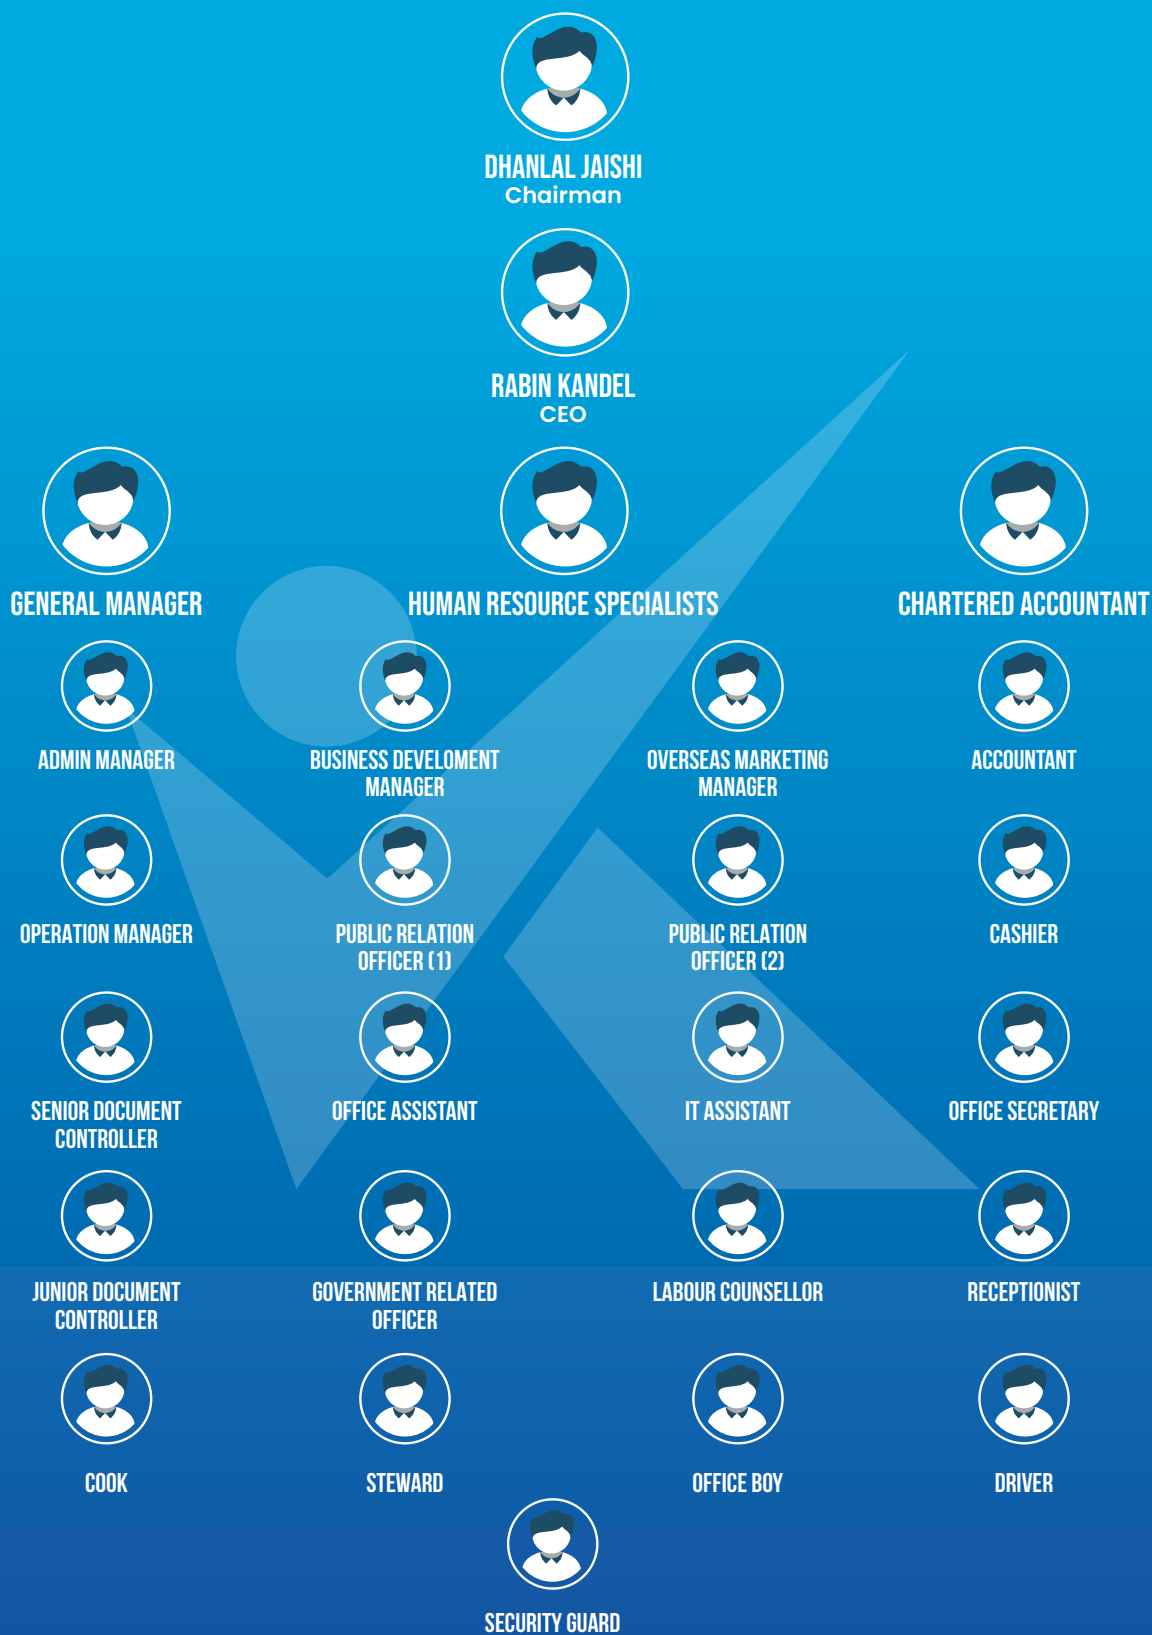 DHANLAL JAISHI
Chairman
RABIN KANDEL
CEO
GENERAL MANAGER
HUMAN RESOURCE SPECIALISTS
CHARTERED ACCOUNTANT
ADMIN MANAGER
BUSINESS DEVELOMENT
MANAGER
OVERSEAS MARKETING
MANAGER
ACCOUNTANT
OPERATION MANAGER
PUBLIC RELATION
OFFICER (1)
PUBLIC RELATION
OFFICER (2)
CASHIER
SENIOR DOCUMENT
CONTROLLER
OFFICE ASSISTANT
IT ASSISTANT
OFFICE SECRETARY
JUNIOR DOCUMENT
CONTROLLER
GOVERNMENT RELATED
OFFICER
LABOUR COUNSELLOR
RECEPTIONIST
COOK
STEWARD
OFFICE BOY
DRIVER
SECURITY GUARD